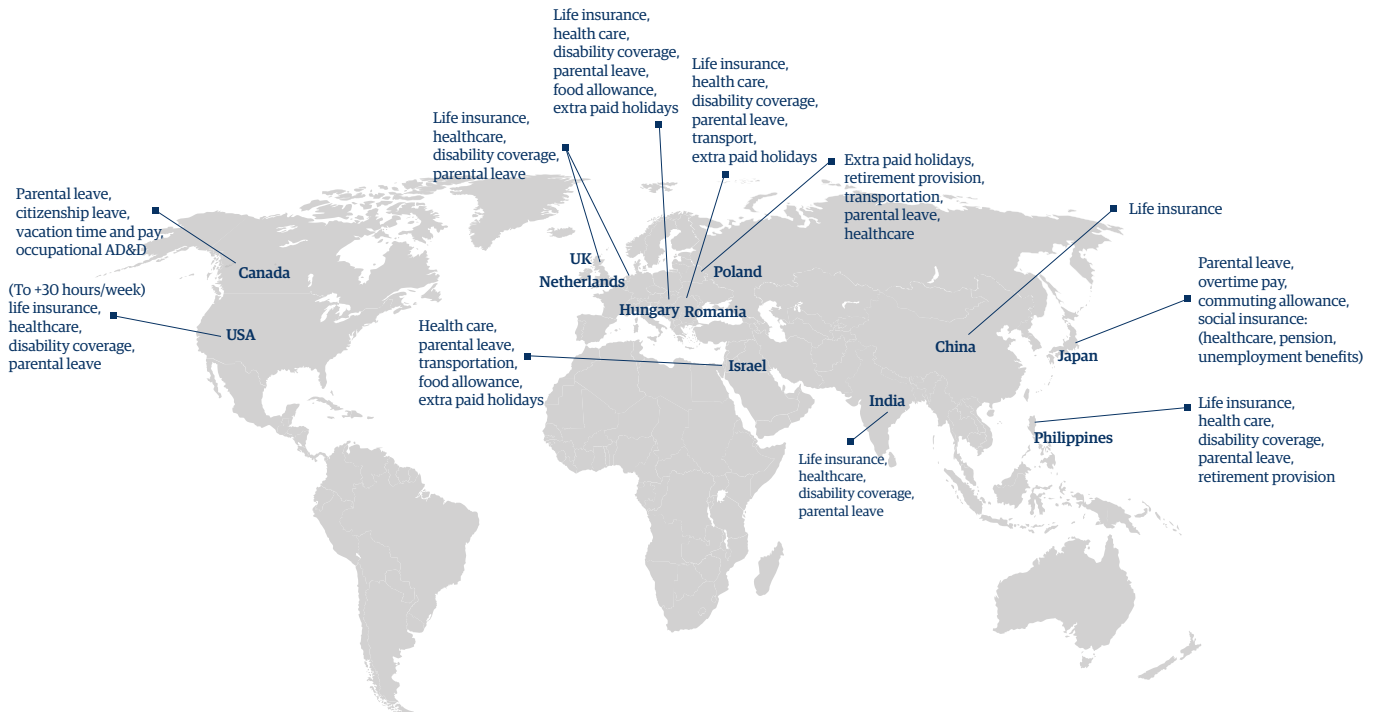 Life insurance,
health care,
disability coverage,
parental leave,
food allowance,
extra paid holidays
Life insurance,
health care,
disability coverage,
parental leave,
transport,
extra paid holidays
Life insurance,
healthcare,
disability coverage,
parental leave
Extra paid holidays,
retirement provision,
transportation,
parental leave,
healthcare
Parental leave,
citizenship leave,
vacation time and pay,
occupational AD&D
Life insurance
UK
Netherlands
Canada
Poland
Parental leave,
overtime pay,
commuting allowance,
social insurance:
(healthcare, pension,
unemployment benefits)
(To +30 hours/week)
life insurance,
healthcare,
disability coverage,
parental leave
USA
Hungary
Romania
Health care,
parental leave,
transportation,
food allowance,
extra paid holidays
Israel
China
Japan
India
Life insurance,
healthcare,
disability coverage,
parental leave
Philippines
Life insurance,
health care,
disability coverage,
parental leave,
retirement provision